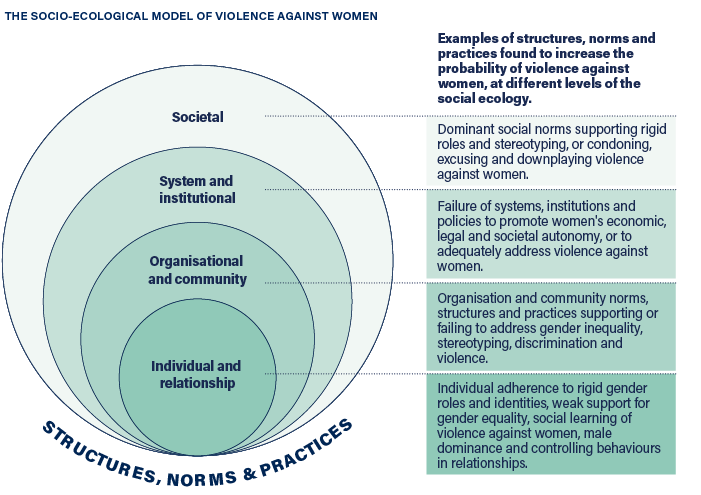 THE SOCIO-ECOLOGICAL MODEL OF VIOLENCE AGAINST WOMEN
Examples of structures, norms and
practices found to increase the
probability of violence against
women, at different levels of the
social ecology.
Societal
Dominant social norms supporting rigid
roles and stereotyping, or condoning,
excusing and downplaying violence
against women.
System and
institutional
Failure of systems, institutions and
policies to promote women's economic,
legal and societal autonomy, or to
adequately address violence against
women.
Organisational
and community
Organisation and community norms,
structures and practices supporting or
failing to address gender inequality,
stereotyping, discrimination and
violence.
Individual and
relationship
Individual adherence to rigid gender
roles and identities, weak support for
gender equality, social learning of
violence against women, male
dominance and controlling behaviours
in relationships.
STRUCTURES, NORMS & PRACTICES